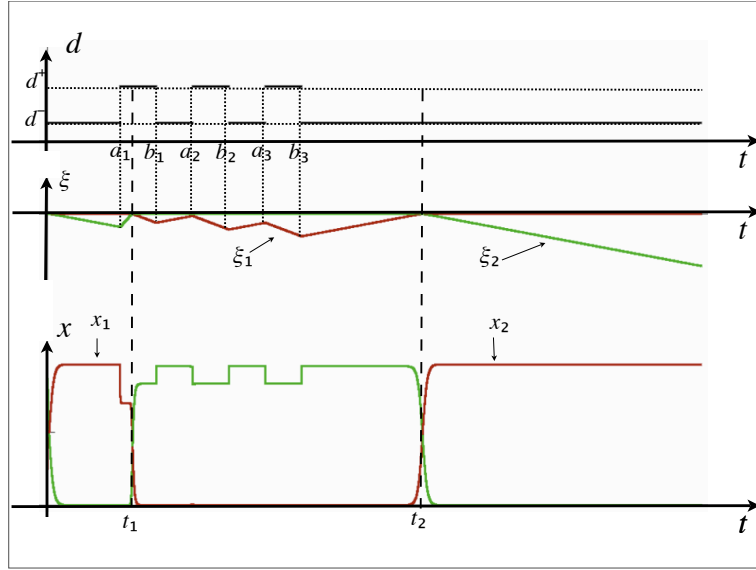 d
d⁺
d⁻
a₁ b₁ a₂ b₂ a₃ b₃
t
ξ
t
ξ₁ ξ₂
x x₁ x₂
t₁ t₂ t